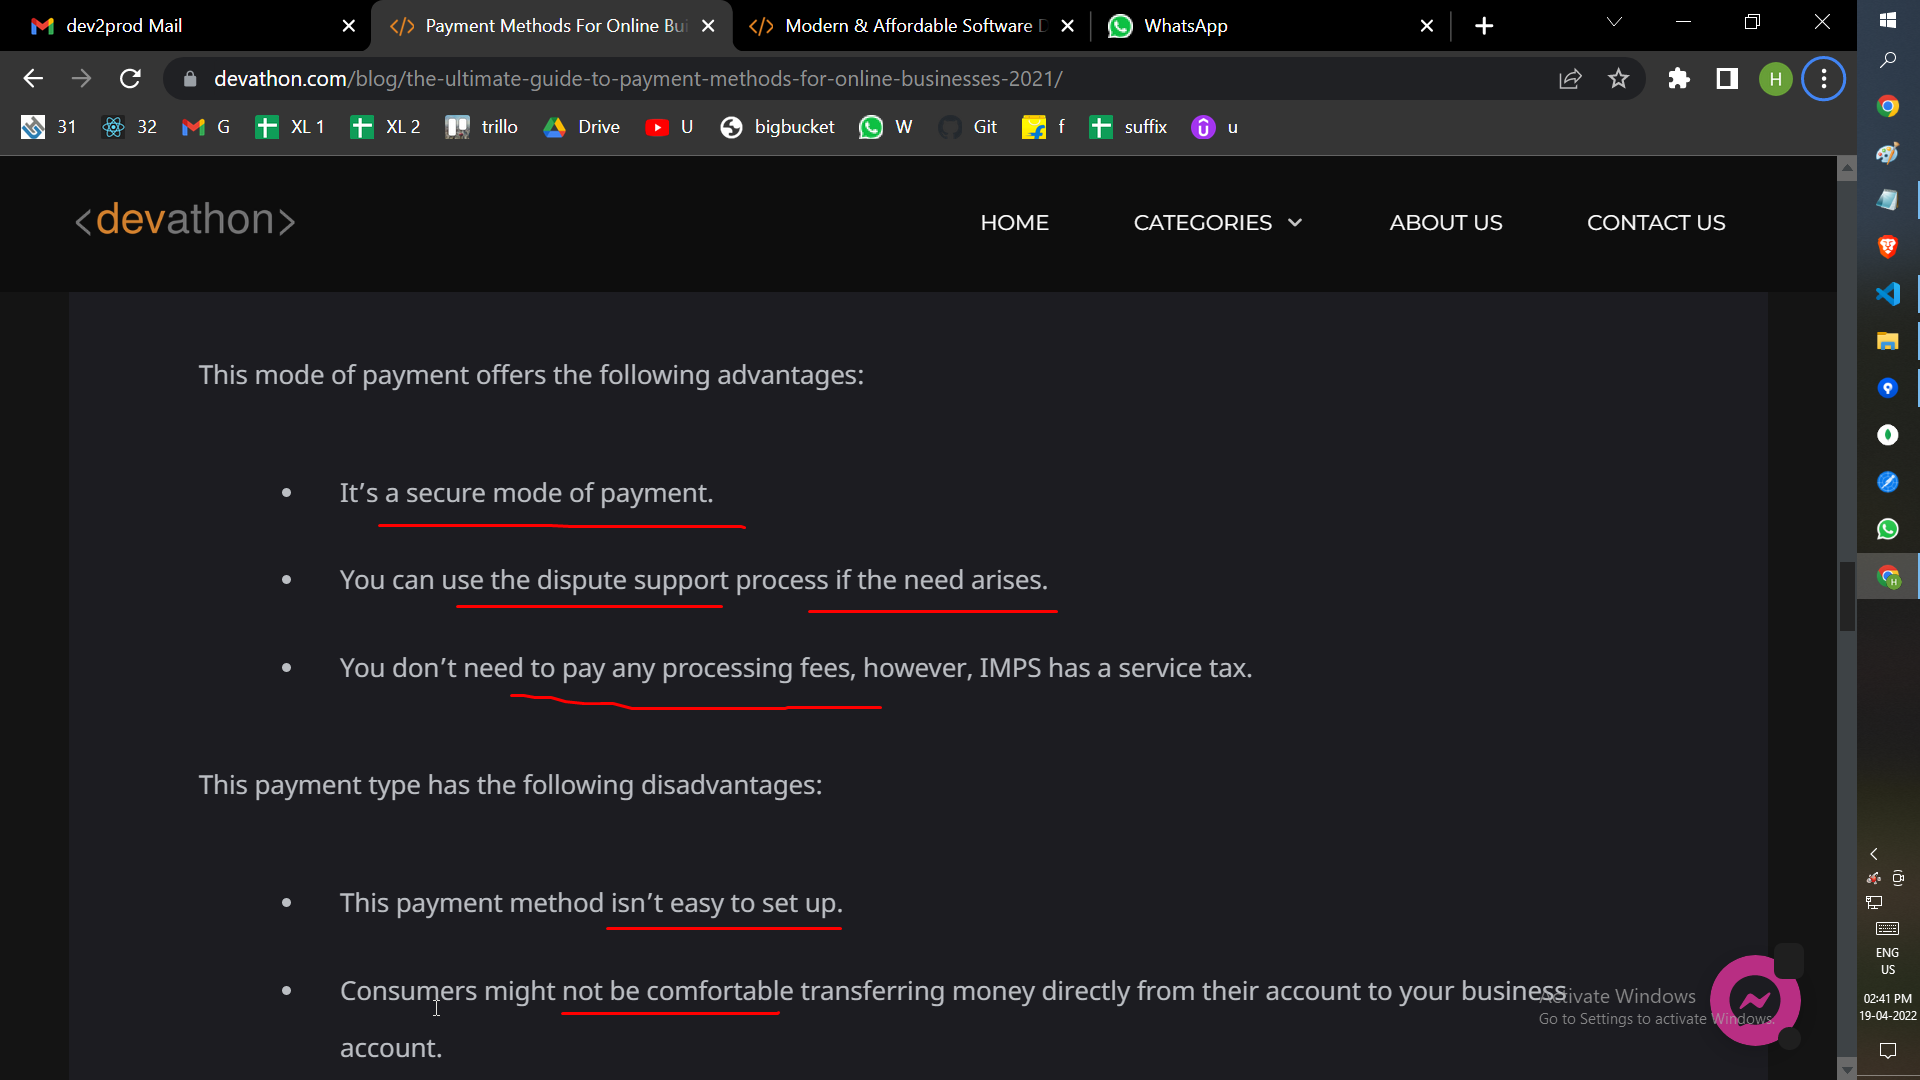 dev2prod Mail
Payment Methods For Online Bu
Modern & Affordable Software D
WhatsApp
devathon.com/blog/the-ultimate-guide-to-payment-methods-for-online-businesses-2021/
H
31
32
G
XL 1
XL 2
trillo
Drive
U
bigbucket
W
Git
f
suffix
u
<devathon>
HOME
CATEGORIES
ABOUT US
CONTACT US
This mode of payment offers the following advantages:
• It’s a secure mode of payment.
• You can use the dispute support process if the need arises.
• You don’t need to pay any processing fees, however, IMPS has a service tax.
This payment type has the following disadvantages:
• This payment method isn’t easy to set up.
• Consumers might not be comfortable transferring money directly from their account to your business
account.
Activate Windows
Go to Settings to activate Windows.
ENG
US
02:41 PM
19-04-2022